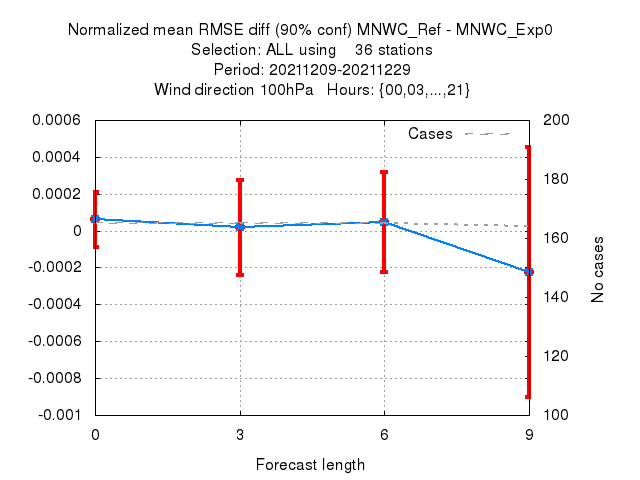 Normalized mean RMSE diff (90% conf) MNWC_Ref - MNWC_Exp0
Selection: ALL using    36 stations
Period: 20211209-20211229
Wind direction 100hPa   Hours: {00,03,...,21}
Cases
0.0006
0.0004
0.0002
0
-0.0002
-0.0004
-0.0006
-0.0008
-0.001
200
180
160
140
120
100
No cases
0 3 6 9
Forecast length